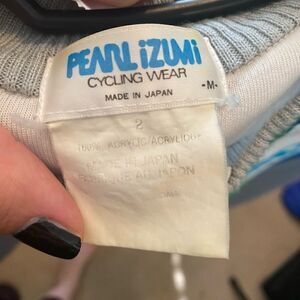 PEARL iZUMi
CYCLING WEAR
-M-
MADE IN JAPAN
2
100% ACRYLIC/ACRYLIQUE
MADE IN JAPAN
FABRIQUE AU JAPON